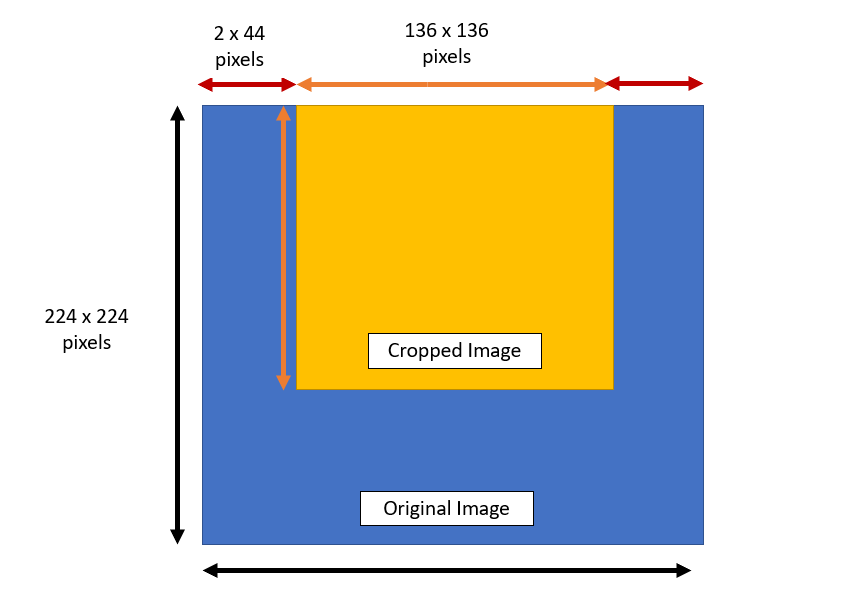 2 x 44
pixels
136 x 136
pixels
224 x 224
pixels
Cropped Image
Original Image